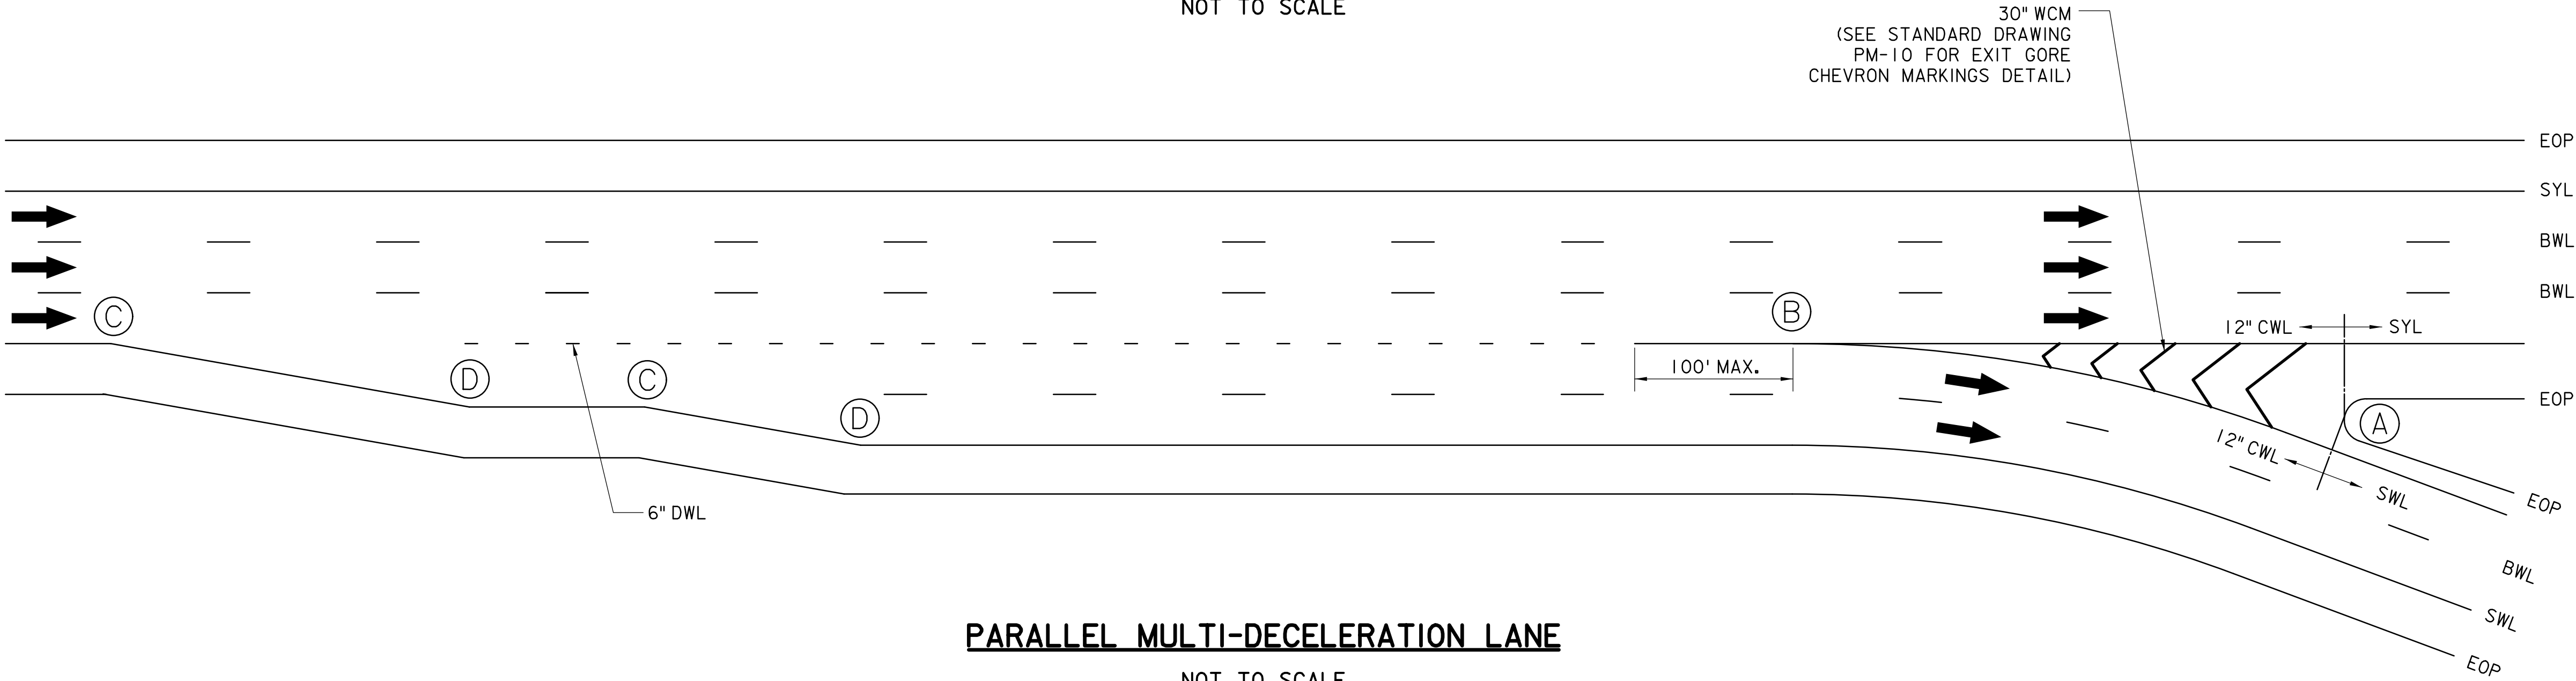 NOT TO SCALE
30" WCM
(SEE STANDARD DRAWING
PM-10 FOR EXIT GORE
CHEVRON MARKINGS DETAIL)
EOP
SYL
BWL
BWL
C
B
12" CWL
SYL
D
C
100' MAX.
D
EOP
A
12" CWL
SWL
EOP
6" DWL
BWL
SWL
EOP
PARALLEL MULTI-DECELERATION LANE
NOT TO SCALE